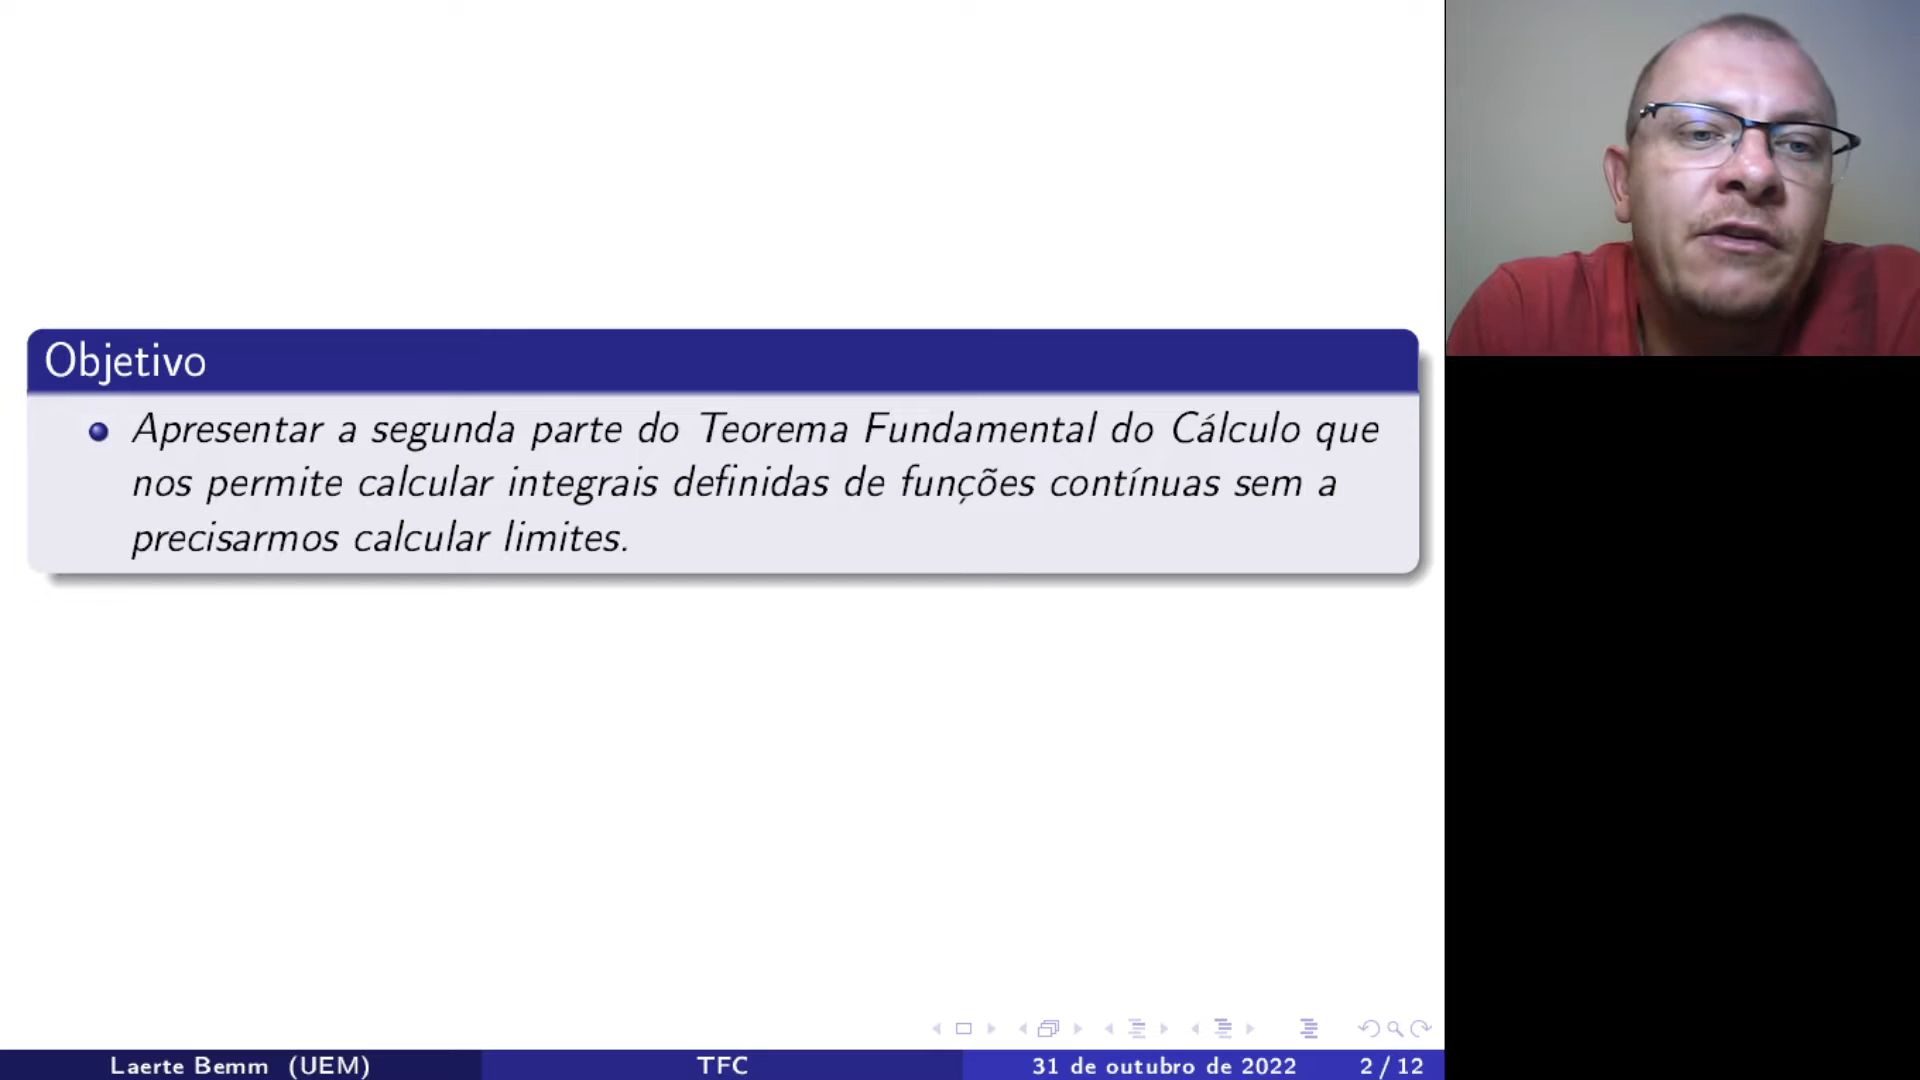 Objetivo
Apresentar a segunda parte do Teorema Fundamental do Cálculo que
nos permite calcular integrais definidas de funções contínuas sem a
precisarmos calcular limites.
Laerte Bemm (UEM) TFC 31 de outubro de 2022 2 / 12